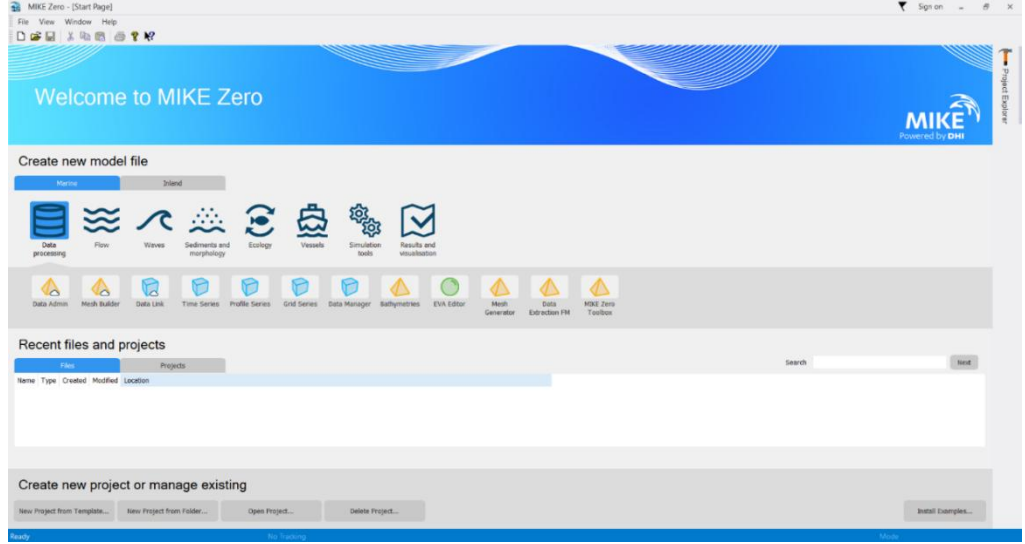 MIKE Zero - [Start Page]
Sign on
File View Window Help
Project Explorer
Welcome to MIKE Zero
MIKE
Powered by DHI
Create new model file
Marine Inland
Data processing Flow Waves Sediments and morphology Ecology Vessels Simulation tools Results and visualisation
Data Admin Mesh Builder Data Link Time Series Profile Series Grid Series Data Manager Bathymetries EVA Editor Mesh Generator Data Extraction FM MIKE Zero Toolbox
Recent files and projects
Files Projects
Search Next
Name Type Created Modified Location
Create new project or manage existing
New Project from Template... New Project from Folder... Open Project... Delete Project... Install Examples...
Ready No Tracking Mode